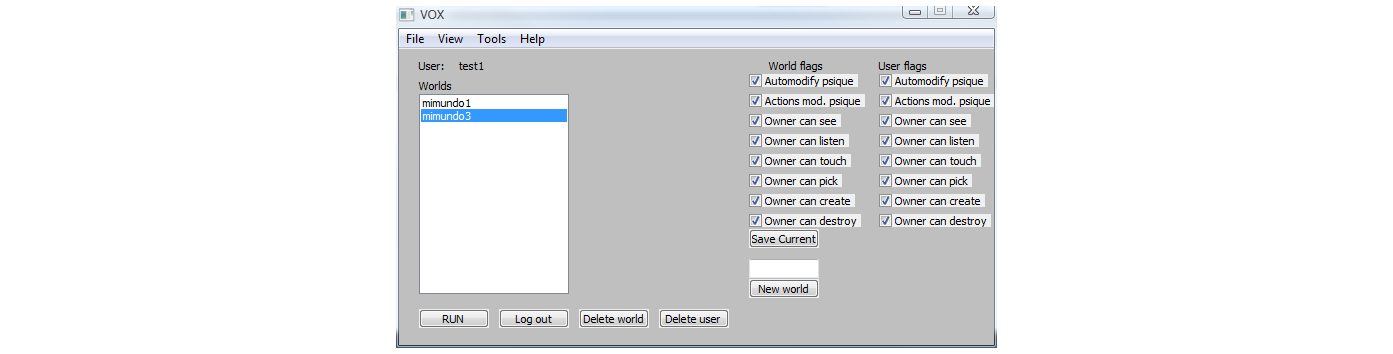 VOX
File View Tools Help
User: test1 World flags User flags
Automodify psique Automodify psique
Worlds
mimundo1 Actions mod. psique Actions mod. psique
mimundo3 Owner can see Owner can see
Owner can listen Owner can listen
Owner can touch Owner can touch
Owner can pick Owner can pick
Owner can create Owner can create
Owner can destroy Owner can destroy
Save Current
New world
RUN Log out Delete world Delete user